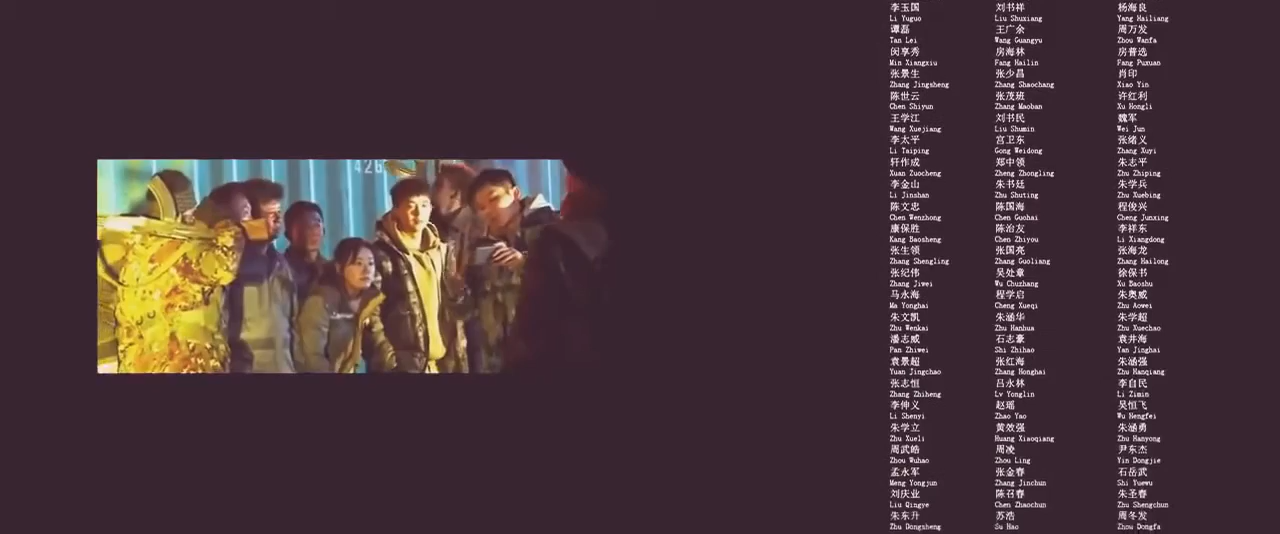 426
李玉国 刘书祥 杨海良
Li Yuguo Liu Shuxiang Yang Hailiang
谭磊 王广余 周万发
Tan Lei Wang Guangyu Zhou Wanfa
闵享秀 房海林 房普选
Min Xiangxiu Fang Hailin Fang Puxuan
张景生 张少昌 肖印
Zhang Jingsheng Zhang Shaochang Xiao Yin
陈世云 张茂班 许红利
Chen Shiyun Zhang Maoban Xu Hongli
王学江 刘书民 魏军
Wang Xuejiang Liu Shumin Wei Jun
李太平 宫卫东 张绪义
Li Taiping Gong Weidong Zhang Xuyi
轩作成 郑中领 朱志平
Xuan Zuocheng Zheng Zhongling Zhu Zhiping
李金山 朱书廷 朱学兵
Li Jinshan Zhu Shuting Zhu Xuebing
陈文忠 陈国海 程俊兴
Chen Wenzhong Chen Guohai Cheng Junxing
康保胜 陈治友 李祥东
Kang Baosheng Chen Zhiyou Li Xiangdong
张生领 张国亮 张海龙
Zhang Shengling Zhang Guoliang Zhang Hailong
张纪伟 吴处章 徐保书
Zhang Jiwei Wu Chuzhang Xu Baoshu
马永海 程学启 朱奥威
Ma Yonghai Cheng Xueqi Zhu Aowei
朱文凯 朱涵华 朱学超
Zhu Wenkai Zhu Hanhua Zhu Xuechao
潘志威 石志豪 袁井海
Pan Zhiwei Shi Zhihao Yan Jinghai
袁景超 张红海 朱涵强
Yuan Jingchao Zhang Honghai Zhu Hanqiang
张志恒 吕永林 李自民
Zhang Zhiheng Lv Yonglin Li Zimin
李伸义 赵瑶 吴恒飞
Li Shenyi Zhao Yao Wu Hengfei
朱学立 黄效强 朱涵勇
Zhu Xueli Huang Xiaoqiang Zhu Hanyong
周武皓 周凌 尹东杰
Zhou Wuhao Zhou Ling Yin Dongjie
孟永军 张金春 石岳武
Meng Yongjun Zhang Jinchun Shi Yuewu
刘庆业 陈召春 朱圣春
Liu Qingye Chen Zhaochun Zhu Shengchun
朱东升 苏浩 周冬发
Zhu Dongsheng Su Hao Zhou Dongfa